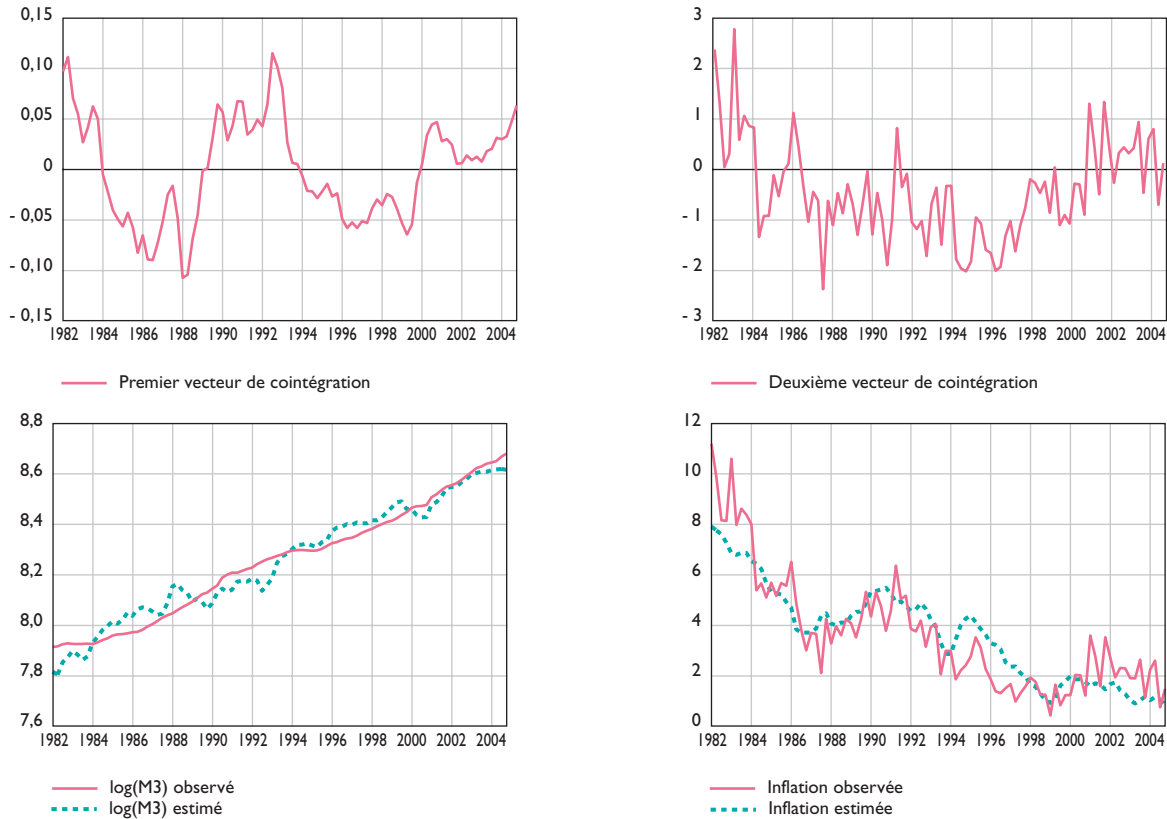 0,15
0,10
0,05
0
- 0,05
- 0,10
- 0,15
1982 1984 1986 1988 1990 1992 1994 1996 1998 2000 2002 2004
Premier vecteur de cointégration
3
2
1
0
- 1
- 2
- 3
1982 1984 1986 1988 1990 1992 1994 1996 1998 2000 2002 2004
Deuxième vecteur de cointégration
8,8
8,6
8,4
8,2
8,0
7,8
7,6
1982 1984 1986 1988 1990 1992 1994 1996 1998 2000 2002 2004
log(M3) observé
log(M3) estimé
12
10
8
6
4
2
0
1982 1984 1986 1988 1990 1992 1994 1996 1998 2000 2002 2004
Inflation observée
Inflation estimée